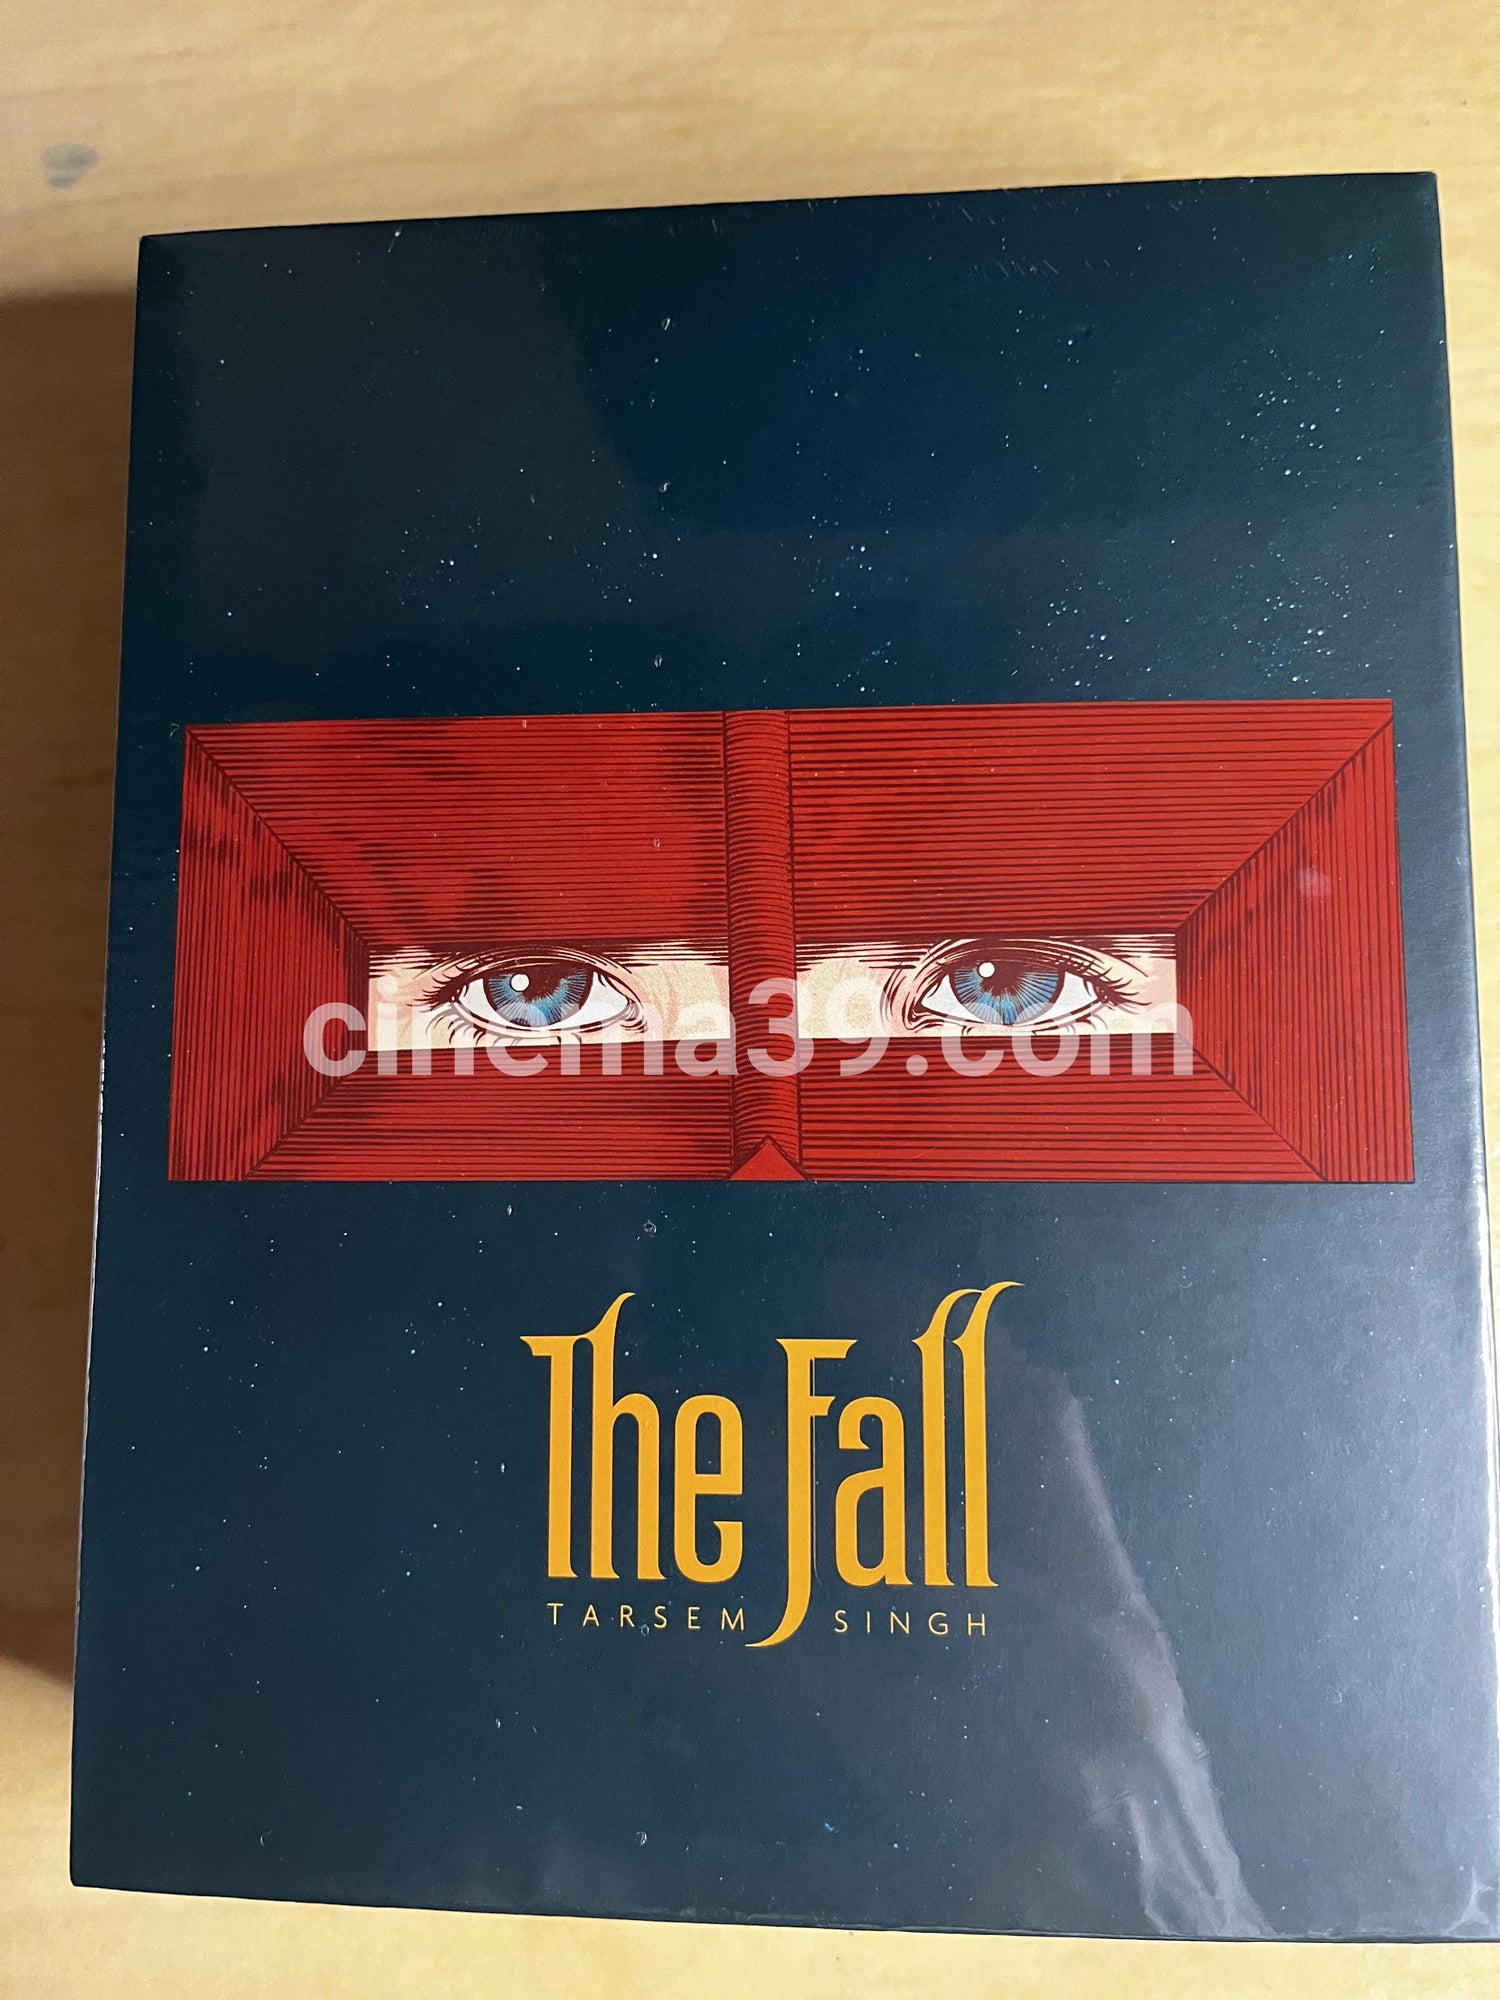 cinema39.com
The Fall
TARSEM SINGH